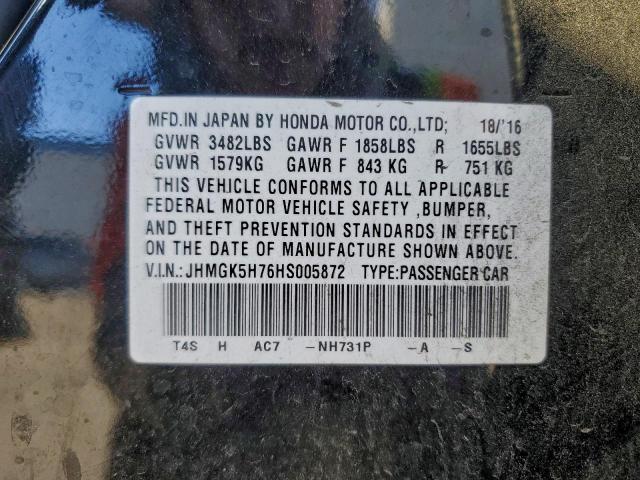 MFD.IN JAPAN BY HONDA MOTOR CO.,LTD; 18/'16
GVWR 3482LBS GAWR F 1858LBS R 1655LBS
GVWR 1579KG GAWR F 843 KG R 751 KG
THIS VEHICLE CONFORMS TO ALL APPLICABLE
FEDERAL MOTOR VEHICLE SAFETY ,BUMPER,
AND THEFT PREVENTION STANDARDS IN EFFECT
ON THE DATE OF MANUFACTURE SHOWN ABOVE.
V.I.N.: JHMGK5H76HS005872 TYPE:PASSENGER CAR
T4S H AC7 -NH731P -A -S